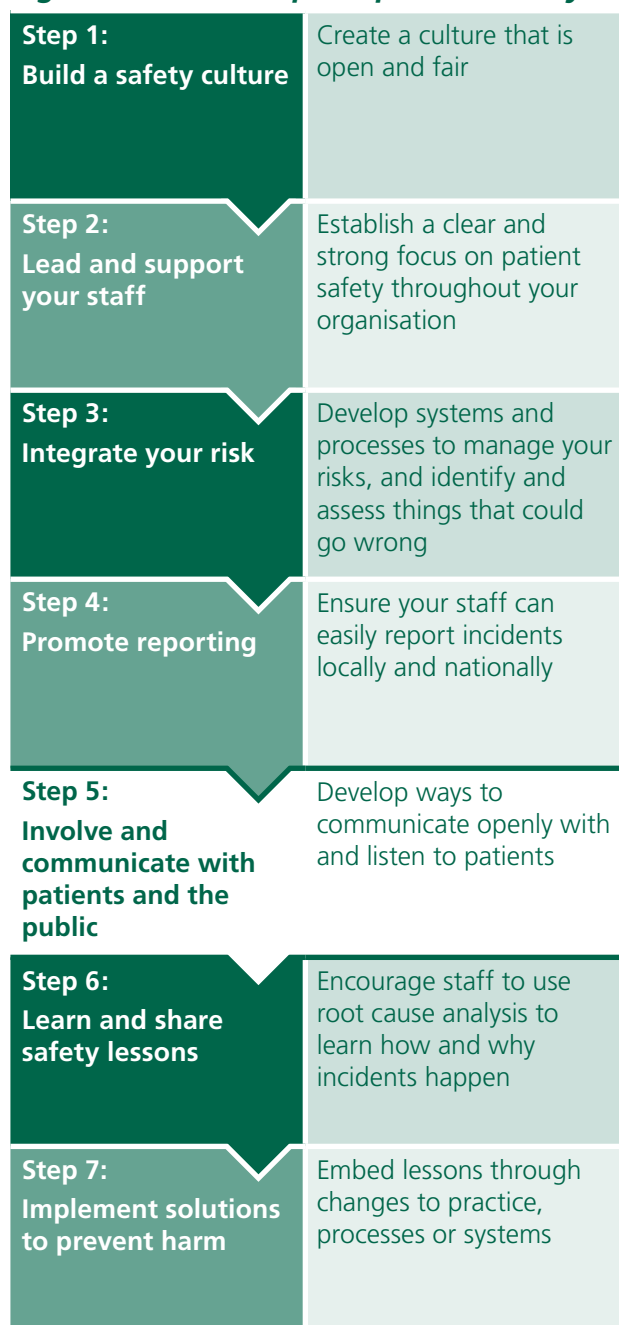 Step 1:
Build a safety culture
Create a culture that is
open and fair
Step 2:
Lead and support
your staff
Establish a clear and
strong focus on patient
safety throughout your
organisation
Step 3:
Integrate your risk
Develop systems and
processes to manage your
risks, and identify and
assess things that could
go wrong
Step 4:
Promote reporting
Ensure your staff can
easily report incidents
locally and nationally
Step 5:
Involve and
communicate with
patients and the
public
Develop ways to
communicate openly with
and listen to patients
Step 6:
Learn and share
safety lessons
Encourage staff to use
root cause analysis to
learn how and why
incidents happen
Step 7:
Implement solutions
to prevent harm
Embed lessons through
changes to practice,
processes or systems